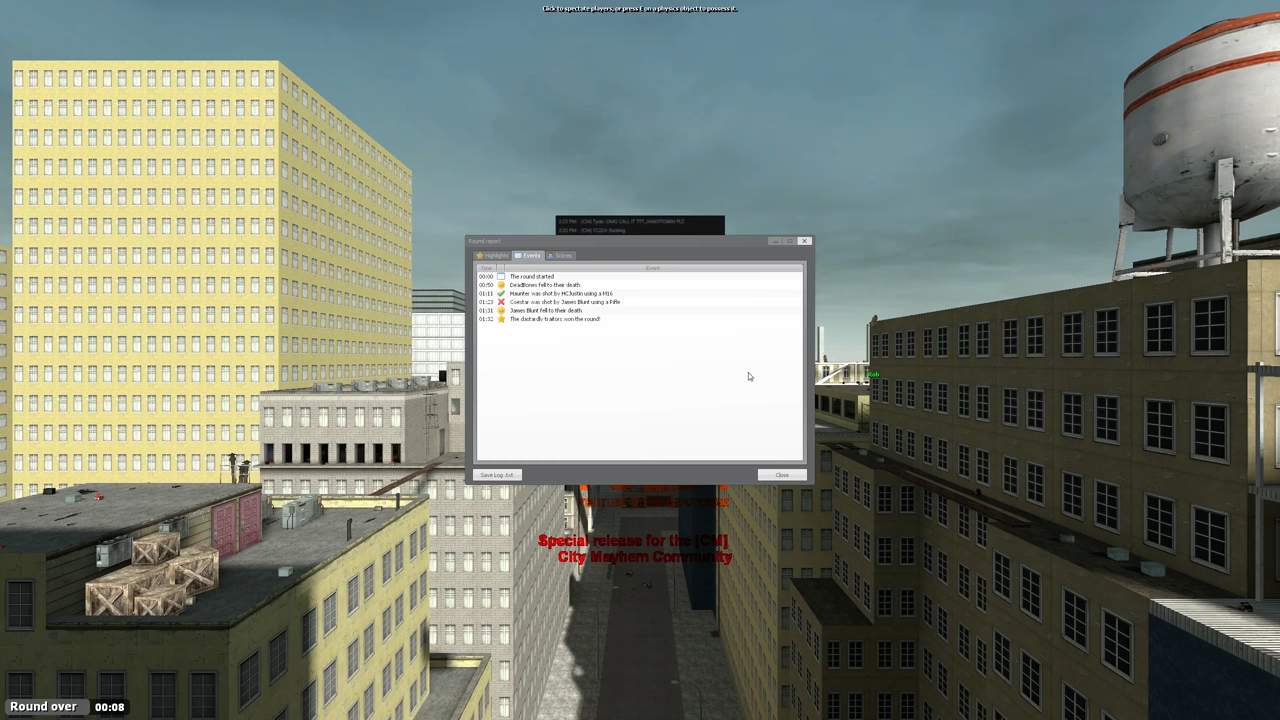 Click to spectate players, or press E on a physics object to possess it.
Round report
Highlights
Events
Scores
Time
Event
00:00 The round started
00:50 DeadBones fell to their death
01:11 Haunter was shot by HCJustin using a M16
01:23 Coestar was shot by James Blunt using a Rifle
01:31 James Blunt fell to their death
01:32 The dastardly traitors won the round!
Rob
Save Log .txt
Close
Special release for the [CM]
City Mayhem Community
Round over 00:08